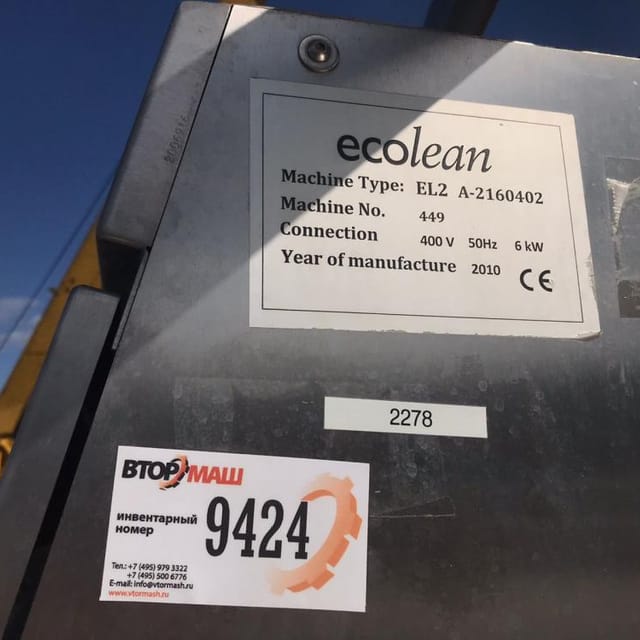 ecolean
Machine Type: EL2 A-2160402
Machine No. 449
Connection 400 V 50Hz 6 kW
Year of manufacture 2010 CE
2278
ВТОРМАШ
инвентарный
номер
9424
Тел.: +7 (495) 979 3322
+7 (495) 500 6776
E-mail: info@vtormash.ru
www.vtormash.ru